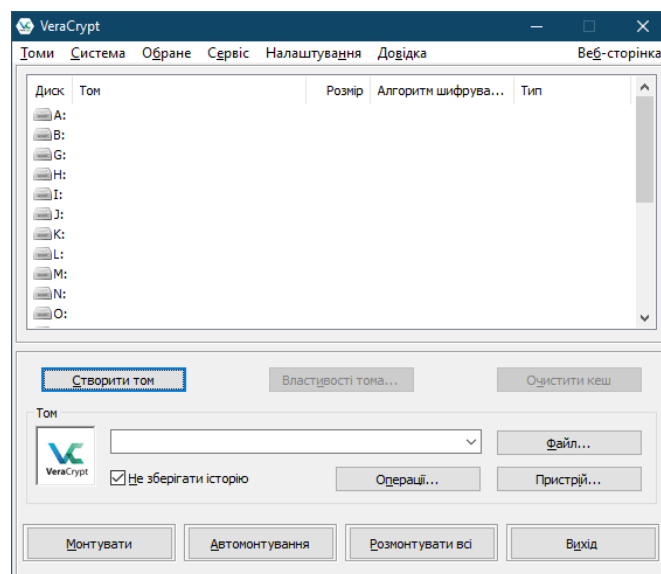 VeraCrypt
Томи Система Обране Сервіс Налаштування Довідка Веб-сторінка
Диск Том Розмір Алгоритм шифрува... Тип
A:
B:
G:
H:
I:
J:
K:
L:
M:
N:
O:
Створити том Властивості тома... Очистити кеш
Том
VeraCrypt
Файл...
Не зберігати історію Операції... Пристрій...
Монтувати Автомонтування Розмонтувати всі Вихід